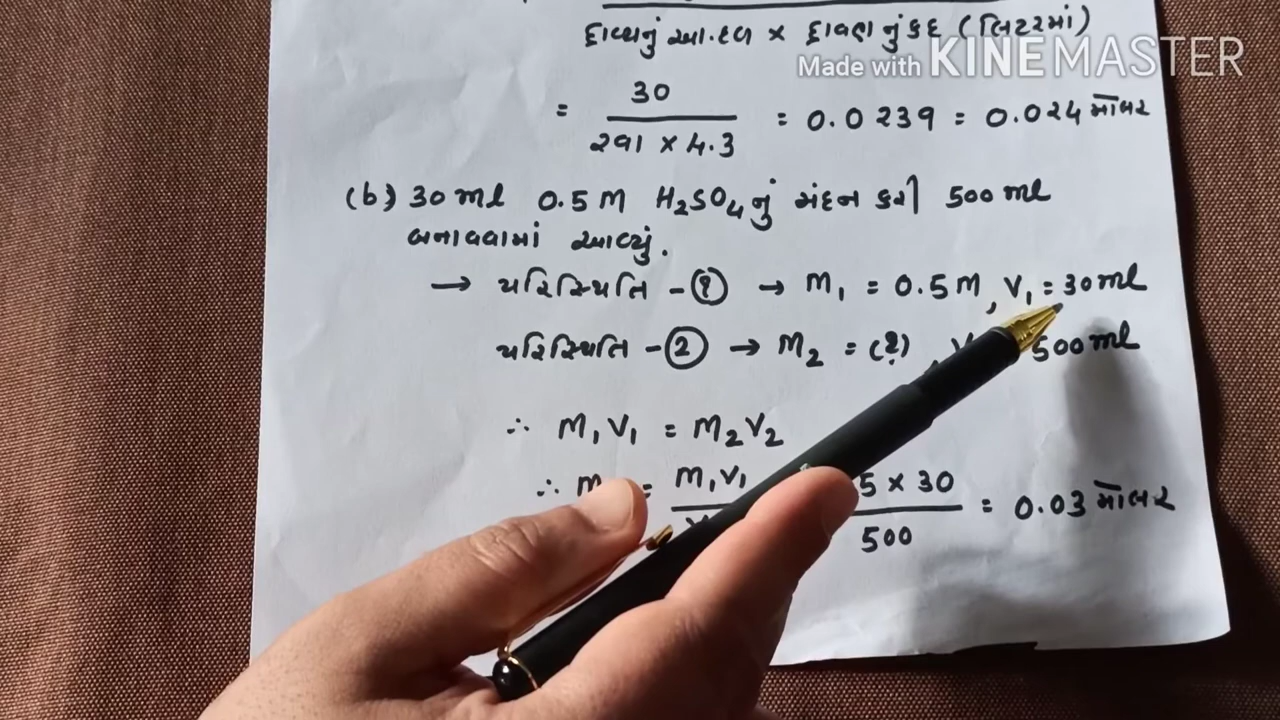 દ્રાવ્યનું આ.દળ × દ્રાવણનું કદ (લિટરમાં)
Made with KINEMASTER
= 30 / 291 × 4.3 = 0.0239 = 0.024 મોલર
(b) 30 ml 0.5 M H₂SO₄નું મંદન કરી 500 ml
બનાવવામાં આવ્યું.
→ પરિસ્થિતિ - ① → M₁ = 0.5 M, V₁ = 30 ml
પરિસ્થિતિ - ② → M₂ = (?) , 500 ml
∴ M₁V₁ = M₂V₂
∴ M = M₁V₁ 5 × 30 / 500 = 0.03 મોલર